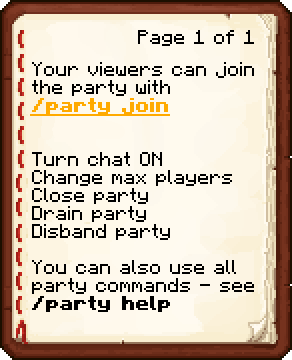 Page 1 of 1
Your viewers can join
the party with
/party join
Turn chat ON
Change max players
Close party
Drain party
Disband party
You can also use all
party commands - see
/party help